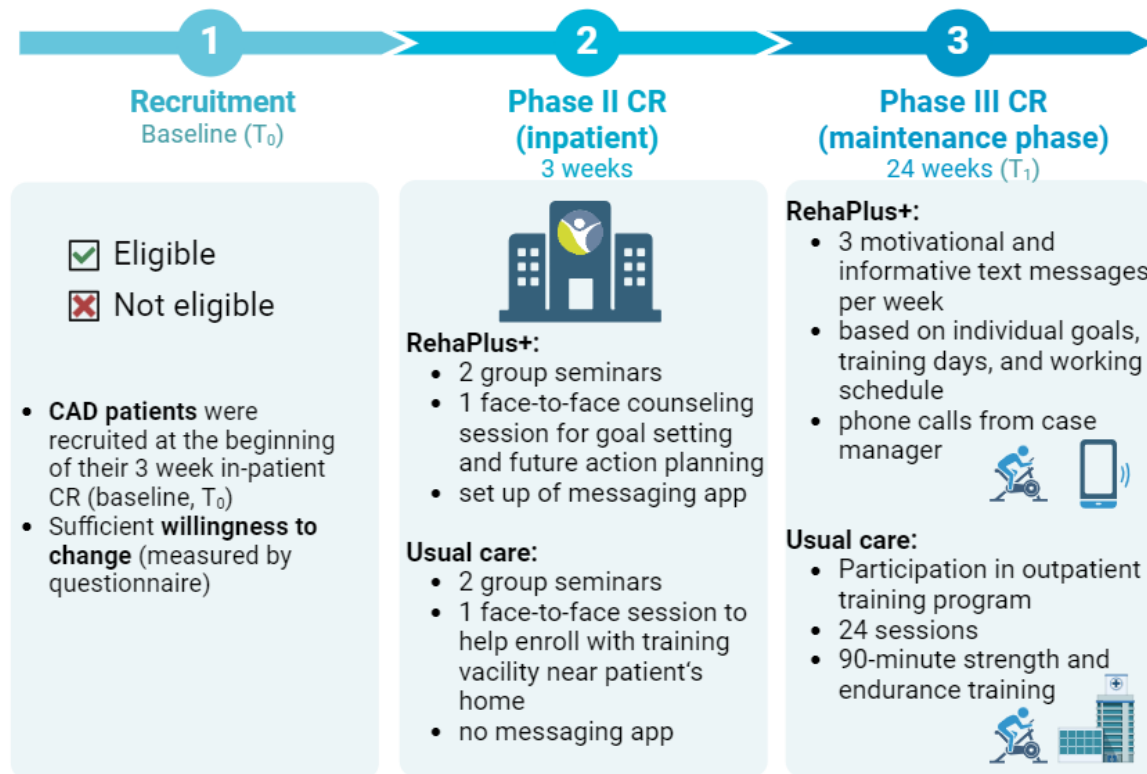 1
Recruitment
Baseline (T₀)
Eligible
Not eligible
• CAD patients were
recruited at the beginning
of their 3 week in-patient
CR (baseline, T₀)
• Sufficient willingness to
change (measured by
questionnaire)
2
Phase II CR
(inpatient)
3 weeks
RehaPlus+:
• 2 group seminars
• 1 face-to-face counseling
session for goal setting
and future action planning
• set up of messaging app
Usual care:
• 2 group seminars
• 1 face-to-face session to
help enroll with training
vacility near patient‘s
home
• no messaging app
3
Phase III CR
(maintenance phase)
24 weeks (T₁)
RehaPlus+:
• 3 motivational and
informative text messages
per week
• based on individual goals,
training days, and working
schedule
• phone calls from case
manager
Usual care:
• Participation in outpatient
training program
• 24 sessions
• 90-minute strength and
endurance training